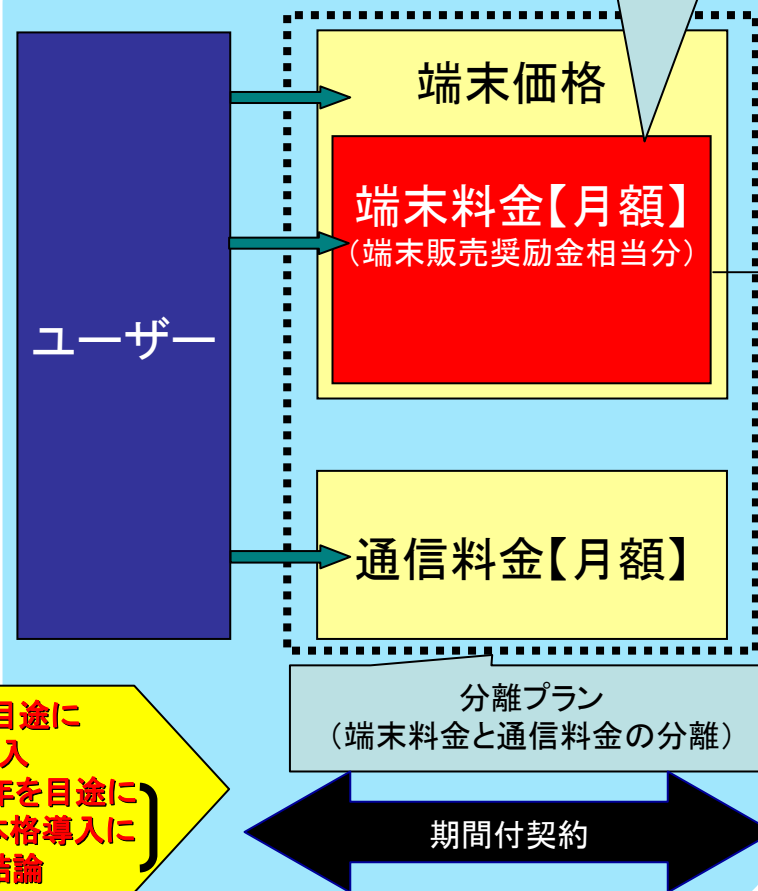 端末価格
端末料金【月額】
（端末販売奨励金相当分）
ユーザー
通信料金【月額】
分離プラン
（端末料金と通信料金の分離）
目途に
入
年を目途に
本格導入に
結論
期間付契約